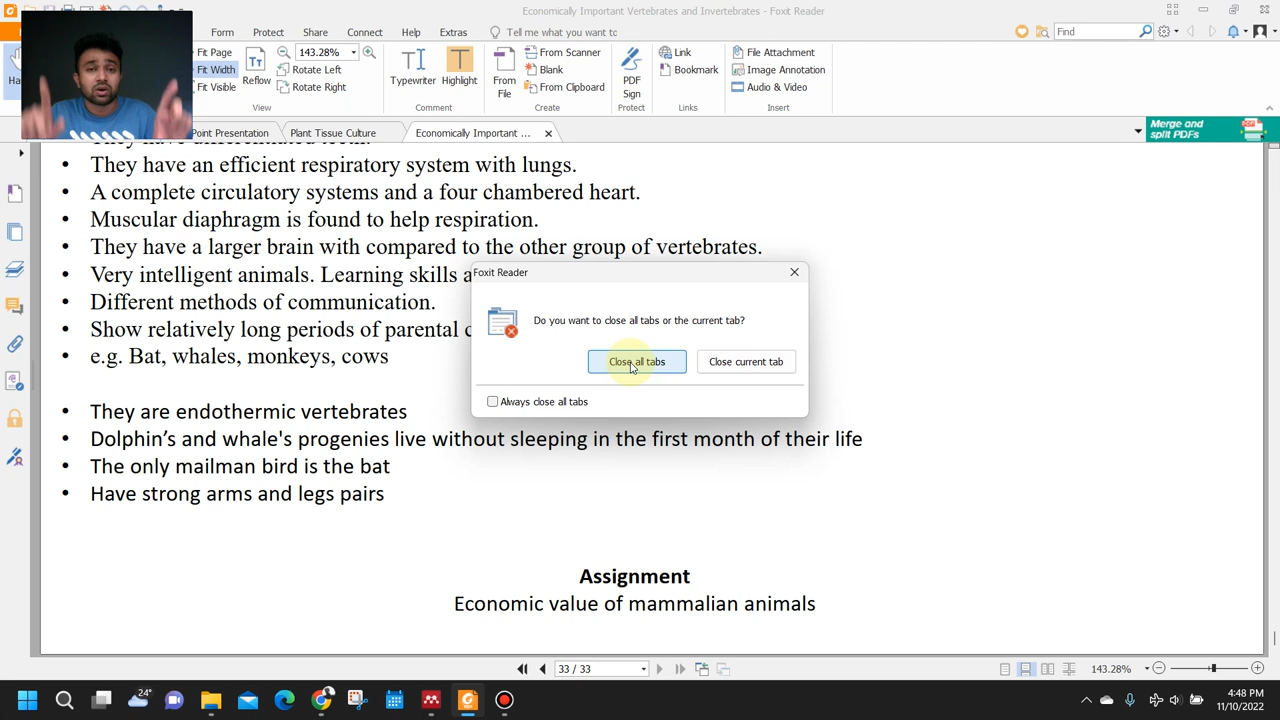 Economically Important Vertebrates and Inver
- Foxit Reader
Form Protect Share Connect Help Extras Tell me what you want to Find
Fit Page
Fit Width
Fit Visible
Reflow
143.28%
Rotate Left
Rotate Right
View
Typewriter Highlight
Comment
From File
From Scanner
Blank
From Clipboard
Create
PDF Sign
Protect
Link
Bookmark
Links
File Attachment
Image Annotation
Audio & Video
Insert
Point Presentation Plant Tissue Culture Economically Important ...
Merge and split PDFs
They have differentiated teeth.
• They have an efficient respiratory system with lungs.
• A complete circulatory systems and a four chambered heart.
• Muscular diaphragm is found to help respiration.
• They have a larger brain with compared to the other group of vertebrates.
• Very intelligent animals. Learning skills a
• Different methods of communication.
• Show relatively long periods of parental c
• e.g. Bat, whales, monkeys, cows
Foxit Reader
Do you want to close all tabs or the current tab?
Close all tabs Close current tab
Always close all tabs
• They are endothermic vertebrates
• Dolphin’s and whale's progenies live without sleeping in the first month of their life
• The only mailman bird is the bat
• Have strong arms and legs pairs
Assignment
Economic value of mammalian animals
33 / 33
143.28%
24°
4:48 PM
11/10/2022